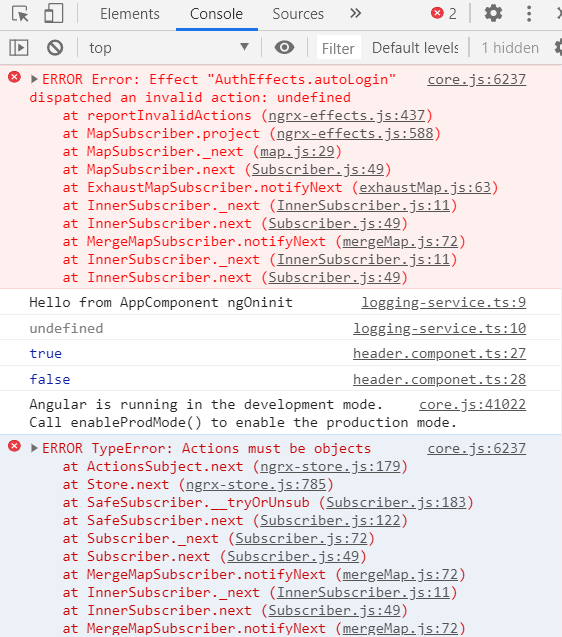 Elements Console Sources » 2
top Filter Default levels 1 hidden
ERROR Error: Effect "AuthEffects.autoLogin" core.js:6237
dispatched an invalid action: undefined
at reportInvalidActions (ngrx-effects.js:437)
at MapSubscriber.project (ngrx-effects.js:588)
at MapSubscriber._next (map.js:29)
at MapSubscriber.next (Subscriber.js:49)
at ExhaustMapSubscriber.notifyNext (exhaustMap.js:63)
at InnerSubscriber._next (InnerSubscriber.js:11)
at InnerSubscriber.next (Subscriber.js:49)
at MergeMapSubscriber.notifyNext (mergeMap.js:72)
at InnerSubscriber._next (InnerSubscriber.js:11)
at InnerSubscriber.next (Subscriber.js:49)
Hello from AppComponent ngOninit logging-service.ts:9
undefined logging-service.ts:10
true header.componet.ts:27
false header.componet.ts:28
Angular is running in the development mode. core.js:41022
Call enableProdMode() to enable the production mode.
ERROR TypeError: Actions must be objects core.js:6237
at ActionsSubject.next (ngrx-store.js:179)
at Store.next (ngrx-store.js:785)
at SafeSubscriber.__tryOrUnsub (Subscriber.js:183)
at SafeSubscriber.next (Subscriber.js:122)
at Subscriber._next (Subscriber.js:72)
at Subscriber.next (Subscriber.js:49)
at MergeMapSubscriber.notifyNext (mergeMap.js:72)
at InnerSubscriber._next (InnerSubscriber.js:11)
at InnerSubscriber.next (Subscriber.js:49)
at MergeMapSubscriber.notifyNext (mergeMap.js:72)